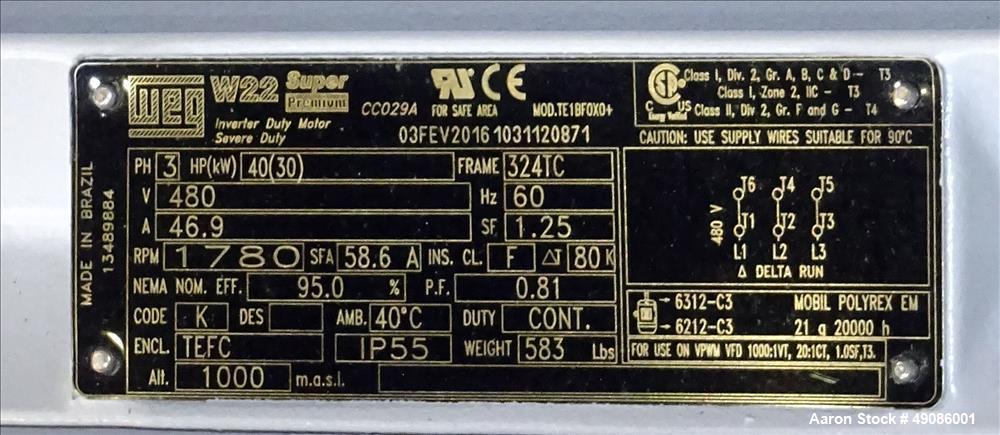 WEG W22 Super Premium
Inverter Duty Motor
Severe Duty
CC029A
UR CE
FOR SAFE AREA
MOD.TE1BF0X0+
03FEV2016 1031120871
MADE IN BRAZIL
13489884
CSA C US
Energy Verified
Class I, Div. 2, Gr. A, B, C & D - T3
Class I, Zone 2, IIC - T3
Class II, Div 2, Gr. F and G - T4
CAUTION: USE SUPPLY WIRES SUITABLE FOR 90°C
PH 3 HP(kW) 40(30) FRAME 324TC
V 480 Hz 60
A 46.9 SF 1.25
RPM 1780 SFA 58.6 A INS. CL. F ΔT 80 K
NEMA NOM. EFF. 95.0 % P.F. 0.81
CODE K DES AMB. 40°C DUTY CONT.
ENCL. TEFC IP55 WEIGHT 583 Lbs
Alt. 1000 m.a.s.l.
480 V
T6 T4 T5
T1 T2 T3
L1 L2 L3
Δ DELTA RUN
→ 6312-C3 MOBIL POLYREX EM
→ 6212-C3 21 g 20000 h
FOR USE ON VPWM VFD 1000:1VT, 20:1CT, 1.0SF,T3.
Aaron Stock # 49086001